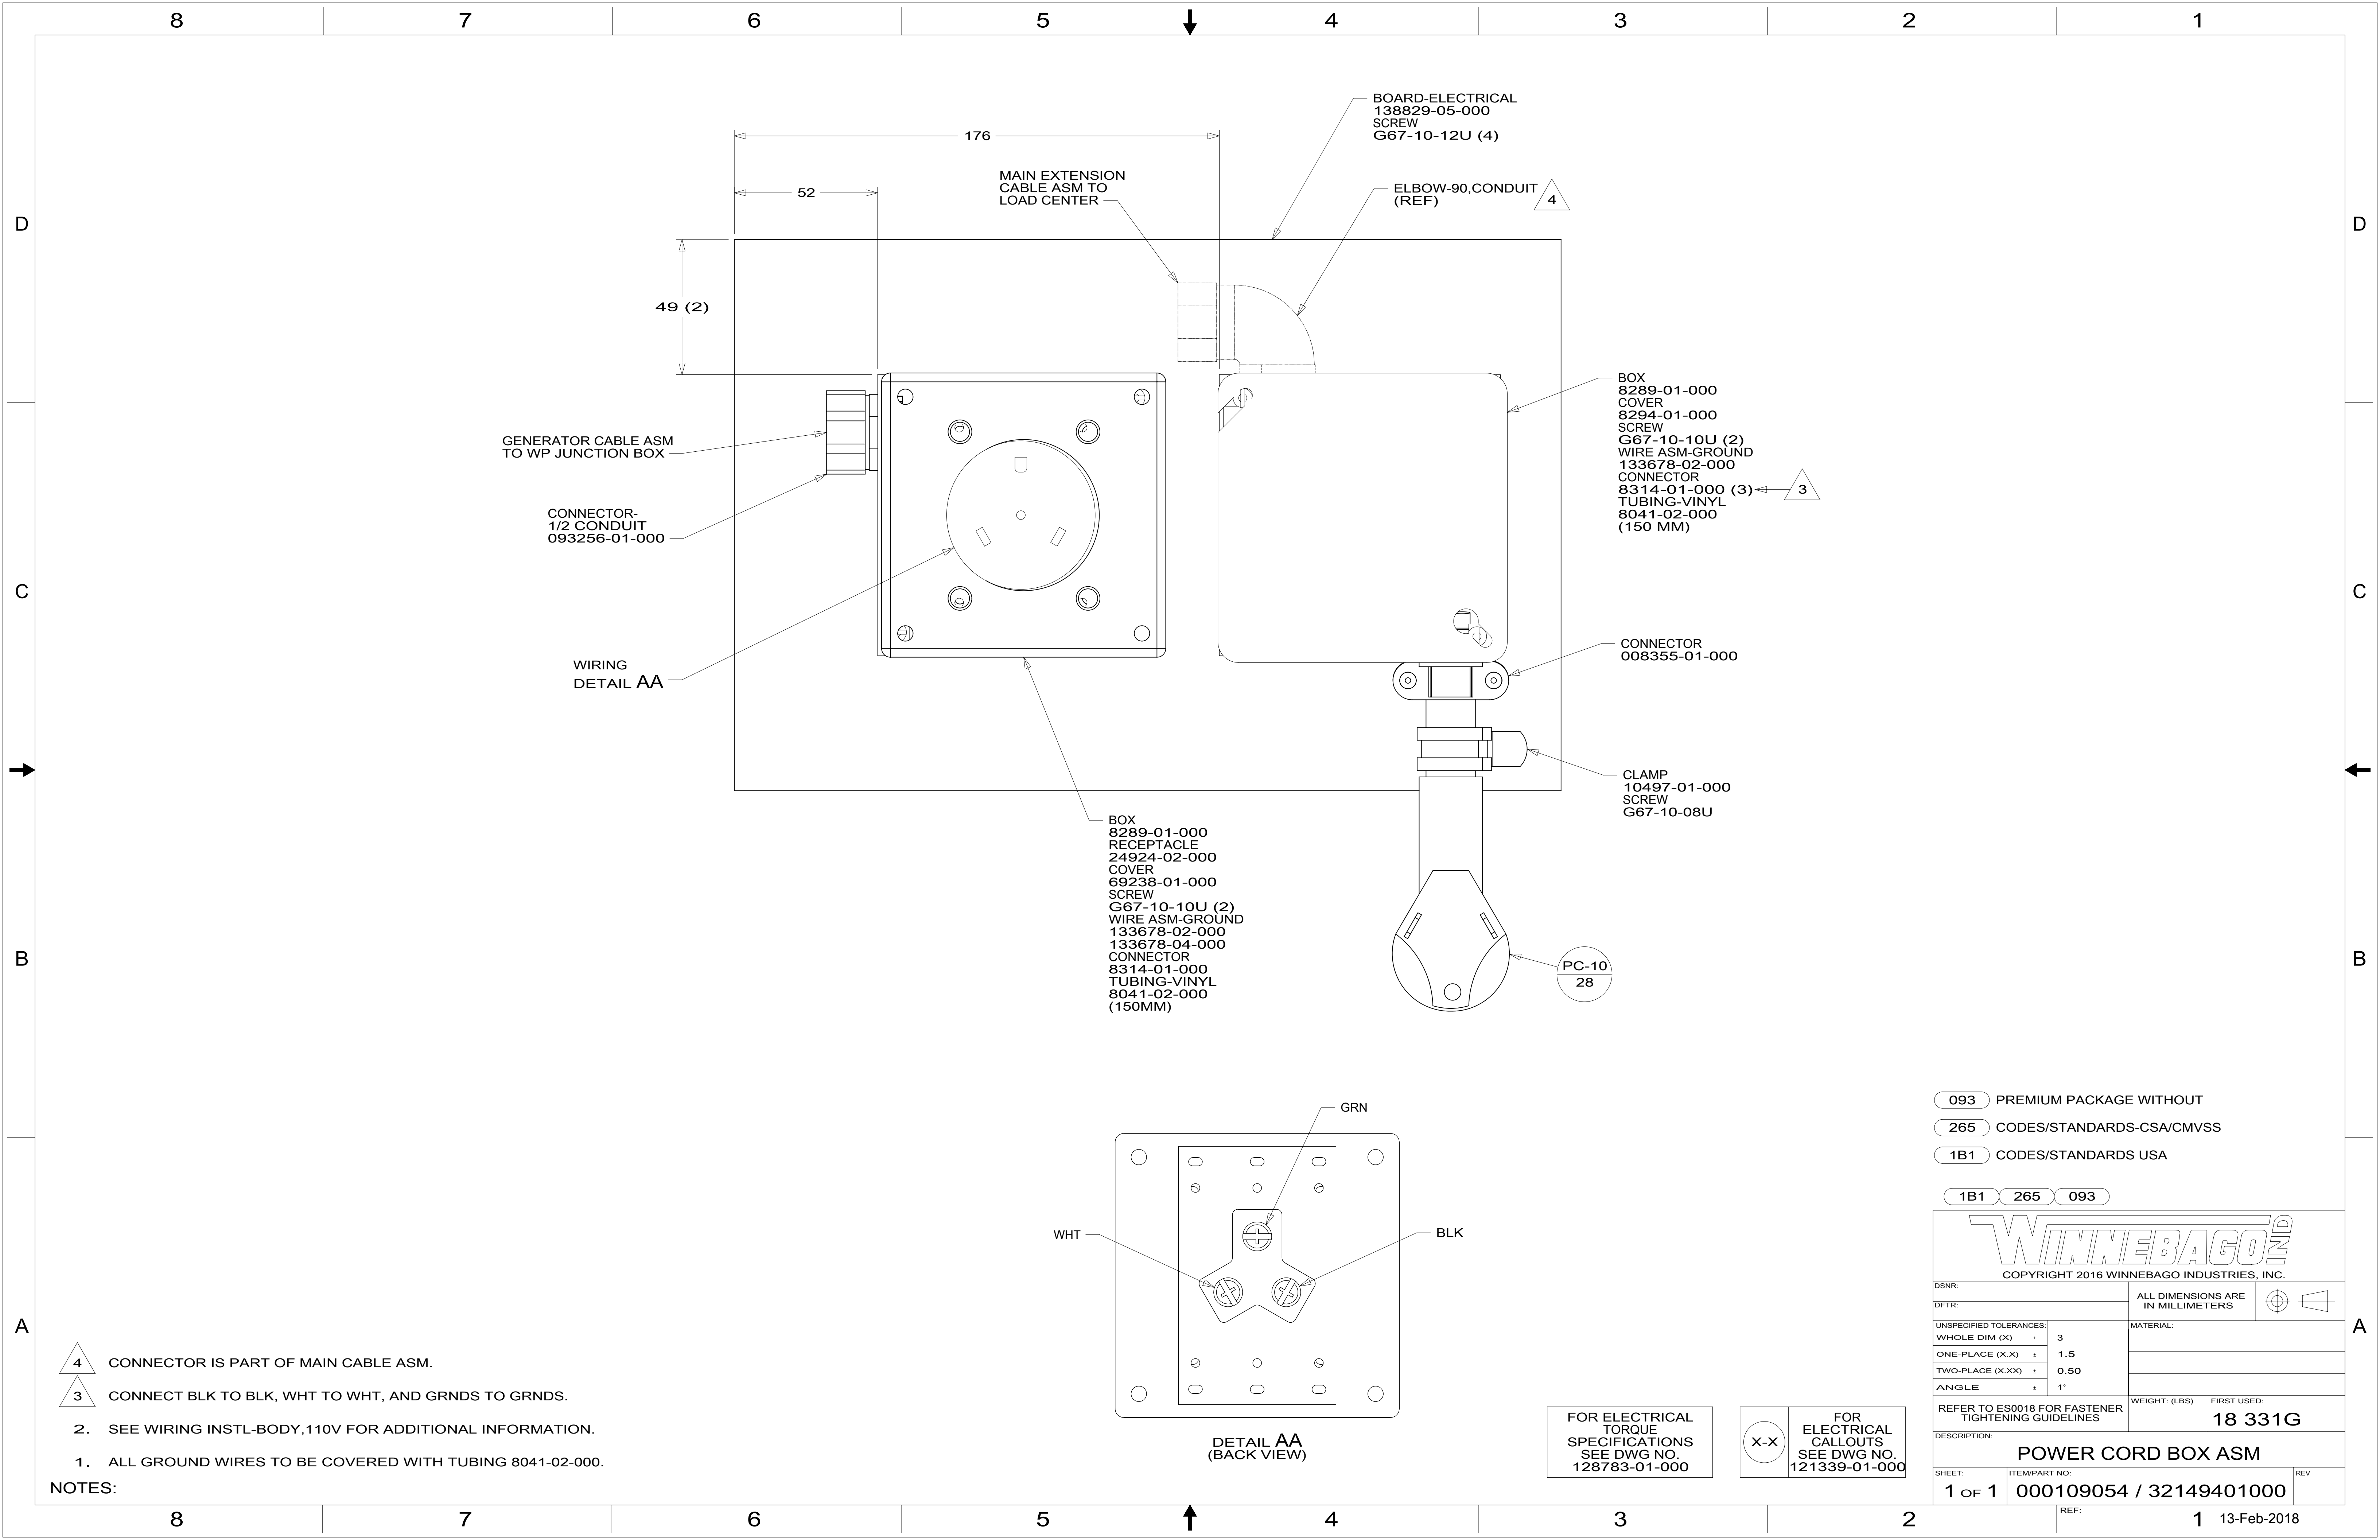 8 7 6 5 4 3 2 1
D
D
C
C
B
B
A
A
176
52
49 (2)
MAIN EXTENSION
CABLE ASM TO
LOAD CENTER
BOARD-ELECTRICAL
138829-05-000
SCREW
G67-10-12U (4)
ELBOW-90,CONDUIT
(REF)
4
GENERATOR CABLE ASM
TO WP JUNCTION BOX
CONNECTOR-
1/2 CONDUIT
093256-01-000
WIRING
DETAIL AA
BOX
8289-01-000
COVER
8294-01-000
SCREW
G67-10-10U (2)
WIRE ASM-GROUND
133678-02-000
CONNECTOR
8314-01-000 (3)
3
TUBING-VINYL
8041-02-000
(150 MM)
CONNECTOR
008355-01-000
CLAMP
10497-01-000
SCREW
G67-10-08U
BOX
8289-01-000
RECEPTACLE
24924-02-000
COVER
69238-01-000
SCREW
G67-10-10U (2)
WIRE ASM-GROUND
133678-02-000
133678-04-000
CONNECTOR
8314-01-000
TUBING-VINYL
8041-02-000
(150MM)
PC-10
28
GRN
WHT
BLK
DETAIL AA
(BACK VIEW)
4 CONNECTOR IS PART OF MAIN CABLE ASM.
3 CONNECT BLK TO BLK, WHT TO WHT, AND GRNDS TO GRNDS.
2. SEE WIRING INSTL-BODY,110V FOR ADDITIONAL INFORMATION.
1. ALL GROUND WIRES TO BE COVERED WITH TUBING 8041-02-000.
NOTES:
FOR ELECTRICAL
TORQUE
SPECIFICATIONS
SEE DWG NO.
128783-01-000
X-X
FOR
ELECTRICAL
CALLOUTS
SEE DWG NO.
121339-01-000
093 PREMIUM PACKAGE WITHOUT
265 CODES/STANDARDS-CSA/CMVSS
1B1 CODES/STANDARDS USA
1B1 265 093
WINNEBAGO IND
COPYRIGHT 2016 WINNEBAGO INDUSTRIES, INC.
DSNR:
DFTR:
ALL DIMENSIONS ARE
IN MILLIMETERS
UNSPECIFIED TOLERANCES:
WHOLE DIM (X) ± 3
ONE-PLACE (X.X) ± 1.5
TWO-PLACE (X.XX) ± 0.50
ANGLE ± 1°
MATERIAL:
REFER TO ES0018 FOR FASTENER
TIGHTENING GUIDELINES
WEIGHT: (LBS)
FIRST USED:
18 331G
DESCRIPTION:
POWER CORD BOX ASM
SHEET:
1 OF 1
ITEM/PART NO:
000109054 / 32149401000
REV
REF:
13-Feb-2018
8 7 6 5 4 3 2 1